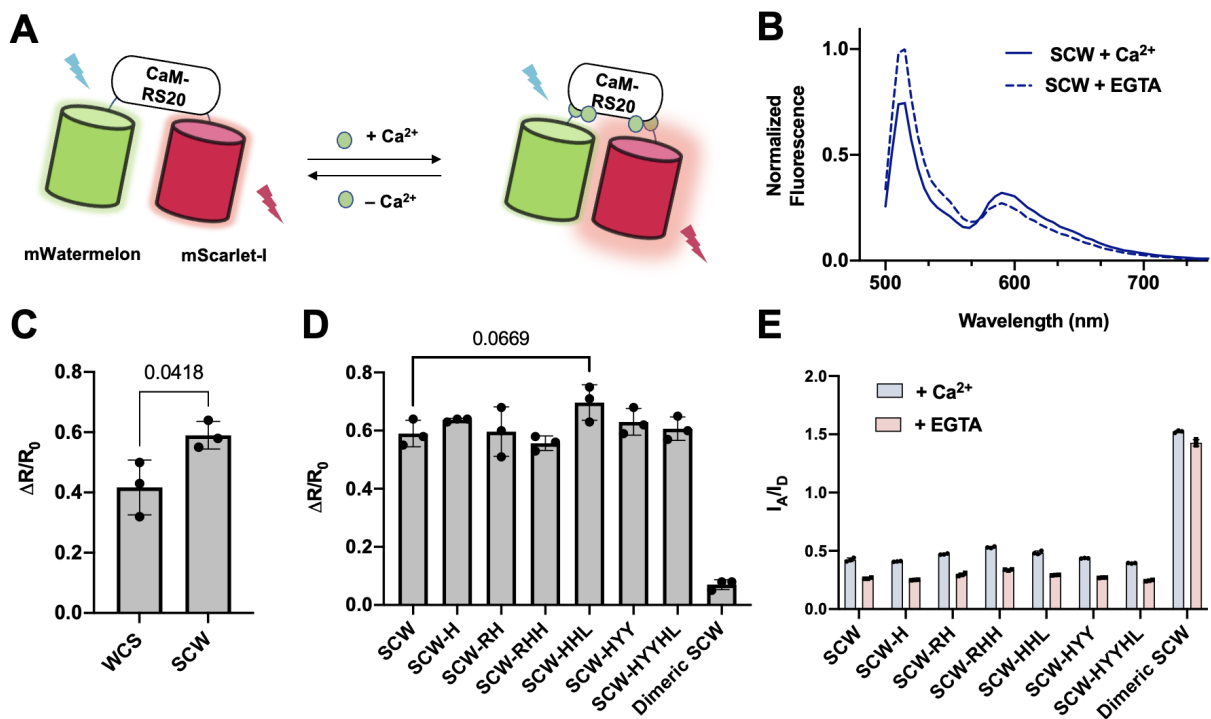 A
CaM-
RS20
+ Ca²⁺
– Ca²⁺
CaM-
RS20
mWatermelon
mScarlet-I
B
Normalized
Fluorescence
1.0
0.5
0.0
SCW + Ca²⁺
SCW + EGTA
500
600
700
Wavelength (nm)
C
0.0418
ΔR/R₀
0.8
0.6
0.4
0.2
0.0
WCS
SCW
D
0.0669
ΔR/R₀
0.8
0.6
0.4
0.2
0.0
SCW
SCW-H
SCW-RH
SCW-RHH
SCW-HHL
SCW-HYY
SCW-HYYHL
Dimeric SCW
E
+ Ca²⁺
+ EGTA
I_A/I_D
2.0
1.5
1.0
0.5
0.0
SCW
SCW-H
SCW-RH
SCW-RHH
SCW-HHL
SCW-HYY
SCW-HYYHL
Dimeric SCW